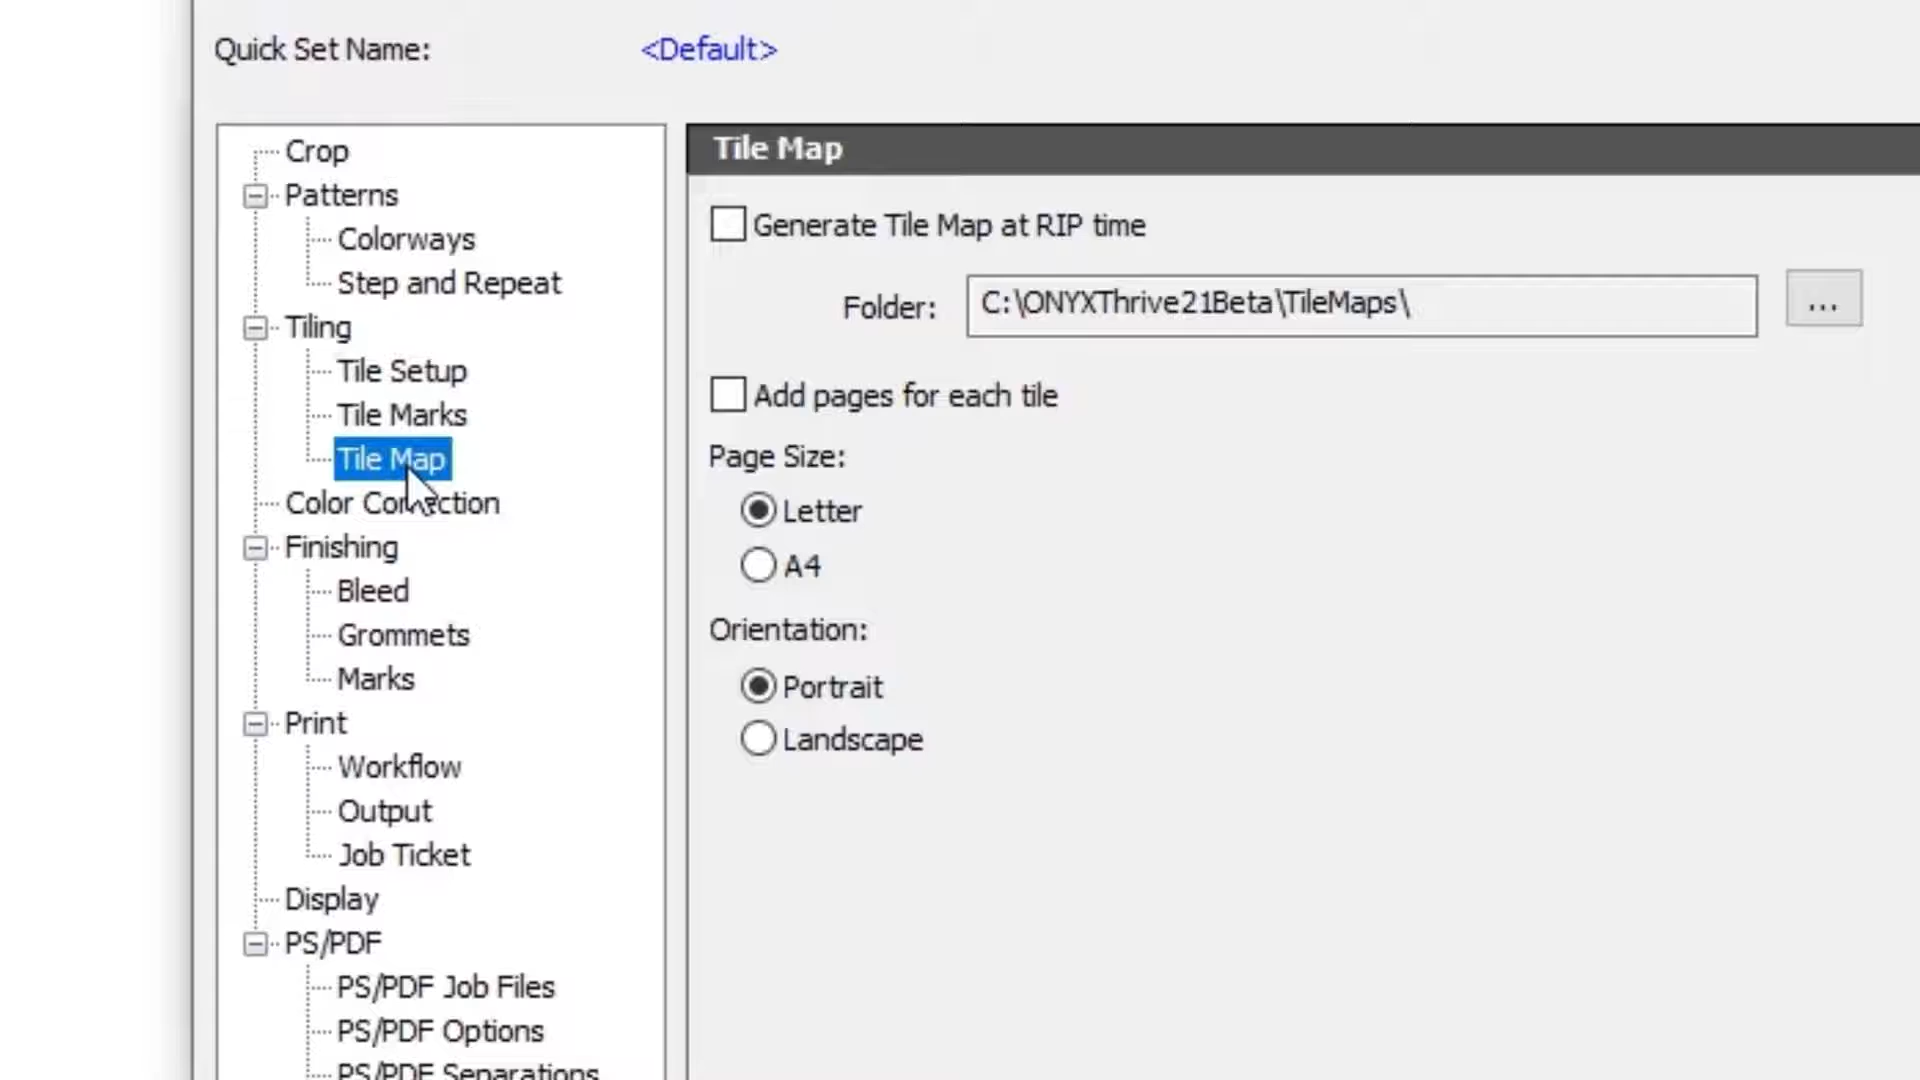 Quick Set Name: <Default>
Crop
Patterns
Colorways
Step and Repeat
Tiling
Tile Setup
Tile Marks
Tile Map
Color Correction
Finishing
Bleed
Grommets
Marks
Print
Workflow
Output
Job Ticket
Display
PS/PDF
PS/PDF Job Files
PS/PDF Options
PS/PDF Separations
Tile Map
Generate Tile Map at RIP time
Folder: C:\ONYXThrive21Beta\TileMaps\ ...
Add pages for each tile
Page Size:
Letter
A4
Orientation:
Portrait
Landscape